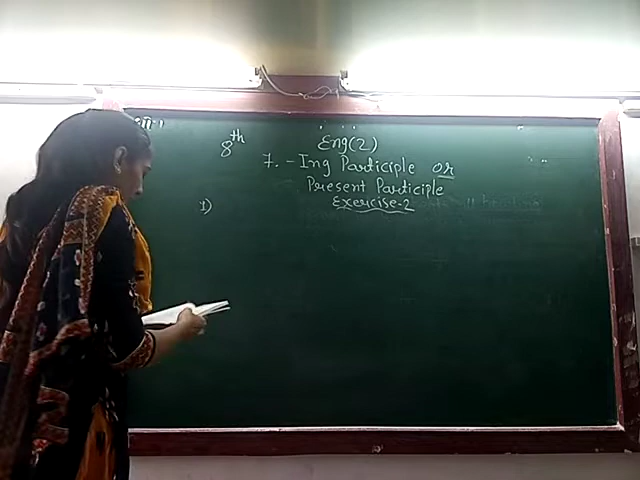 8th Eng(2)
7. -Ing Participle or
Present Participle
Exercise-2
1)